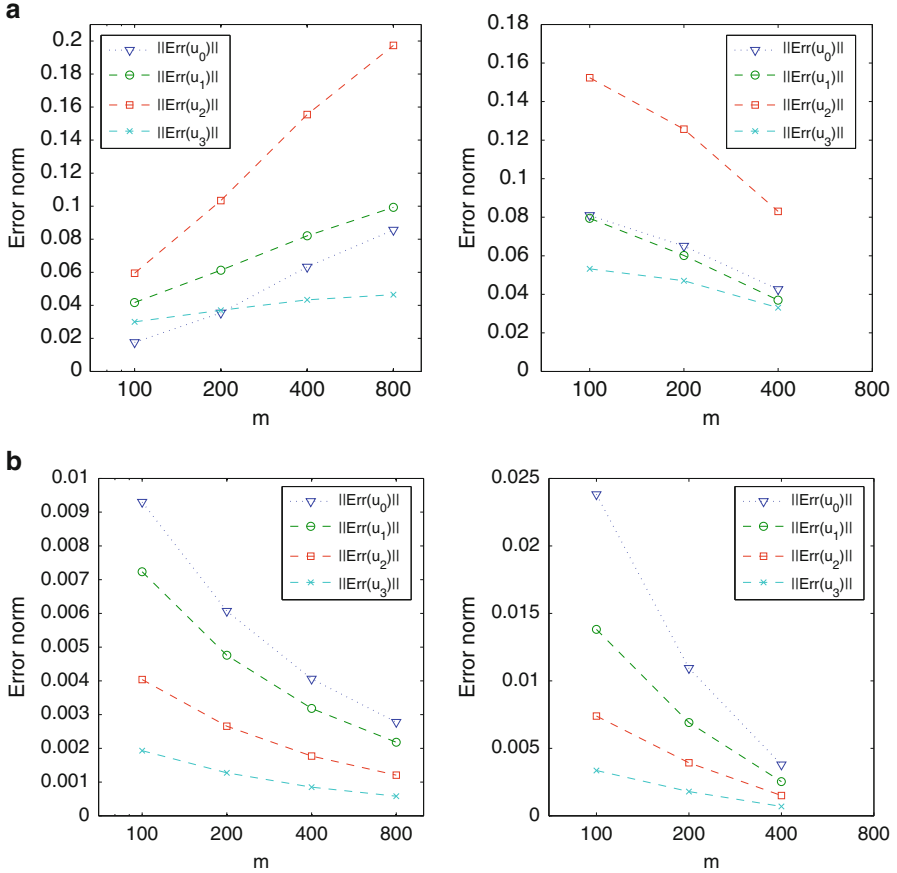 a
0.2
0.18
0.16
0.14
0.12
0.1
0.08
0.06
0.04
0.02
0
Error norm
||Err(u0)||
||Err(u1)||
||Err(u2)||
||Err(u3)||
100 200 400 800
m
0.18
0.16
0.14
0.12
0.1
0.08
0.06
0.04
0.02
0
Error norm
||Err(u0)||
||Err(u1)||
||Err(u2)||
||Err(u3)||
100 200 400 800
m
b
0.01
0.009
0.008
0.007
0.006
0.005
0.004
0.003
0.002
0.001
0
Error norm
||Err(u0)||
||Err(u1)||
||Err(u2)||
||Err(u3)||
100 200 400 800
m
0.025
0.02
0.015
0.01
0.005
0
Error norm
||Err(u0)||
||Err(u1)||
||Err(u2)||
||Err(u3)||
100 200 400 800
m